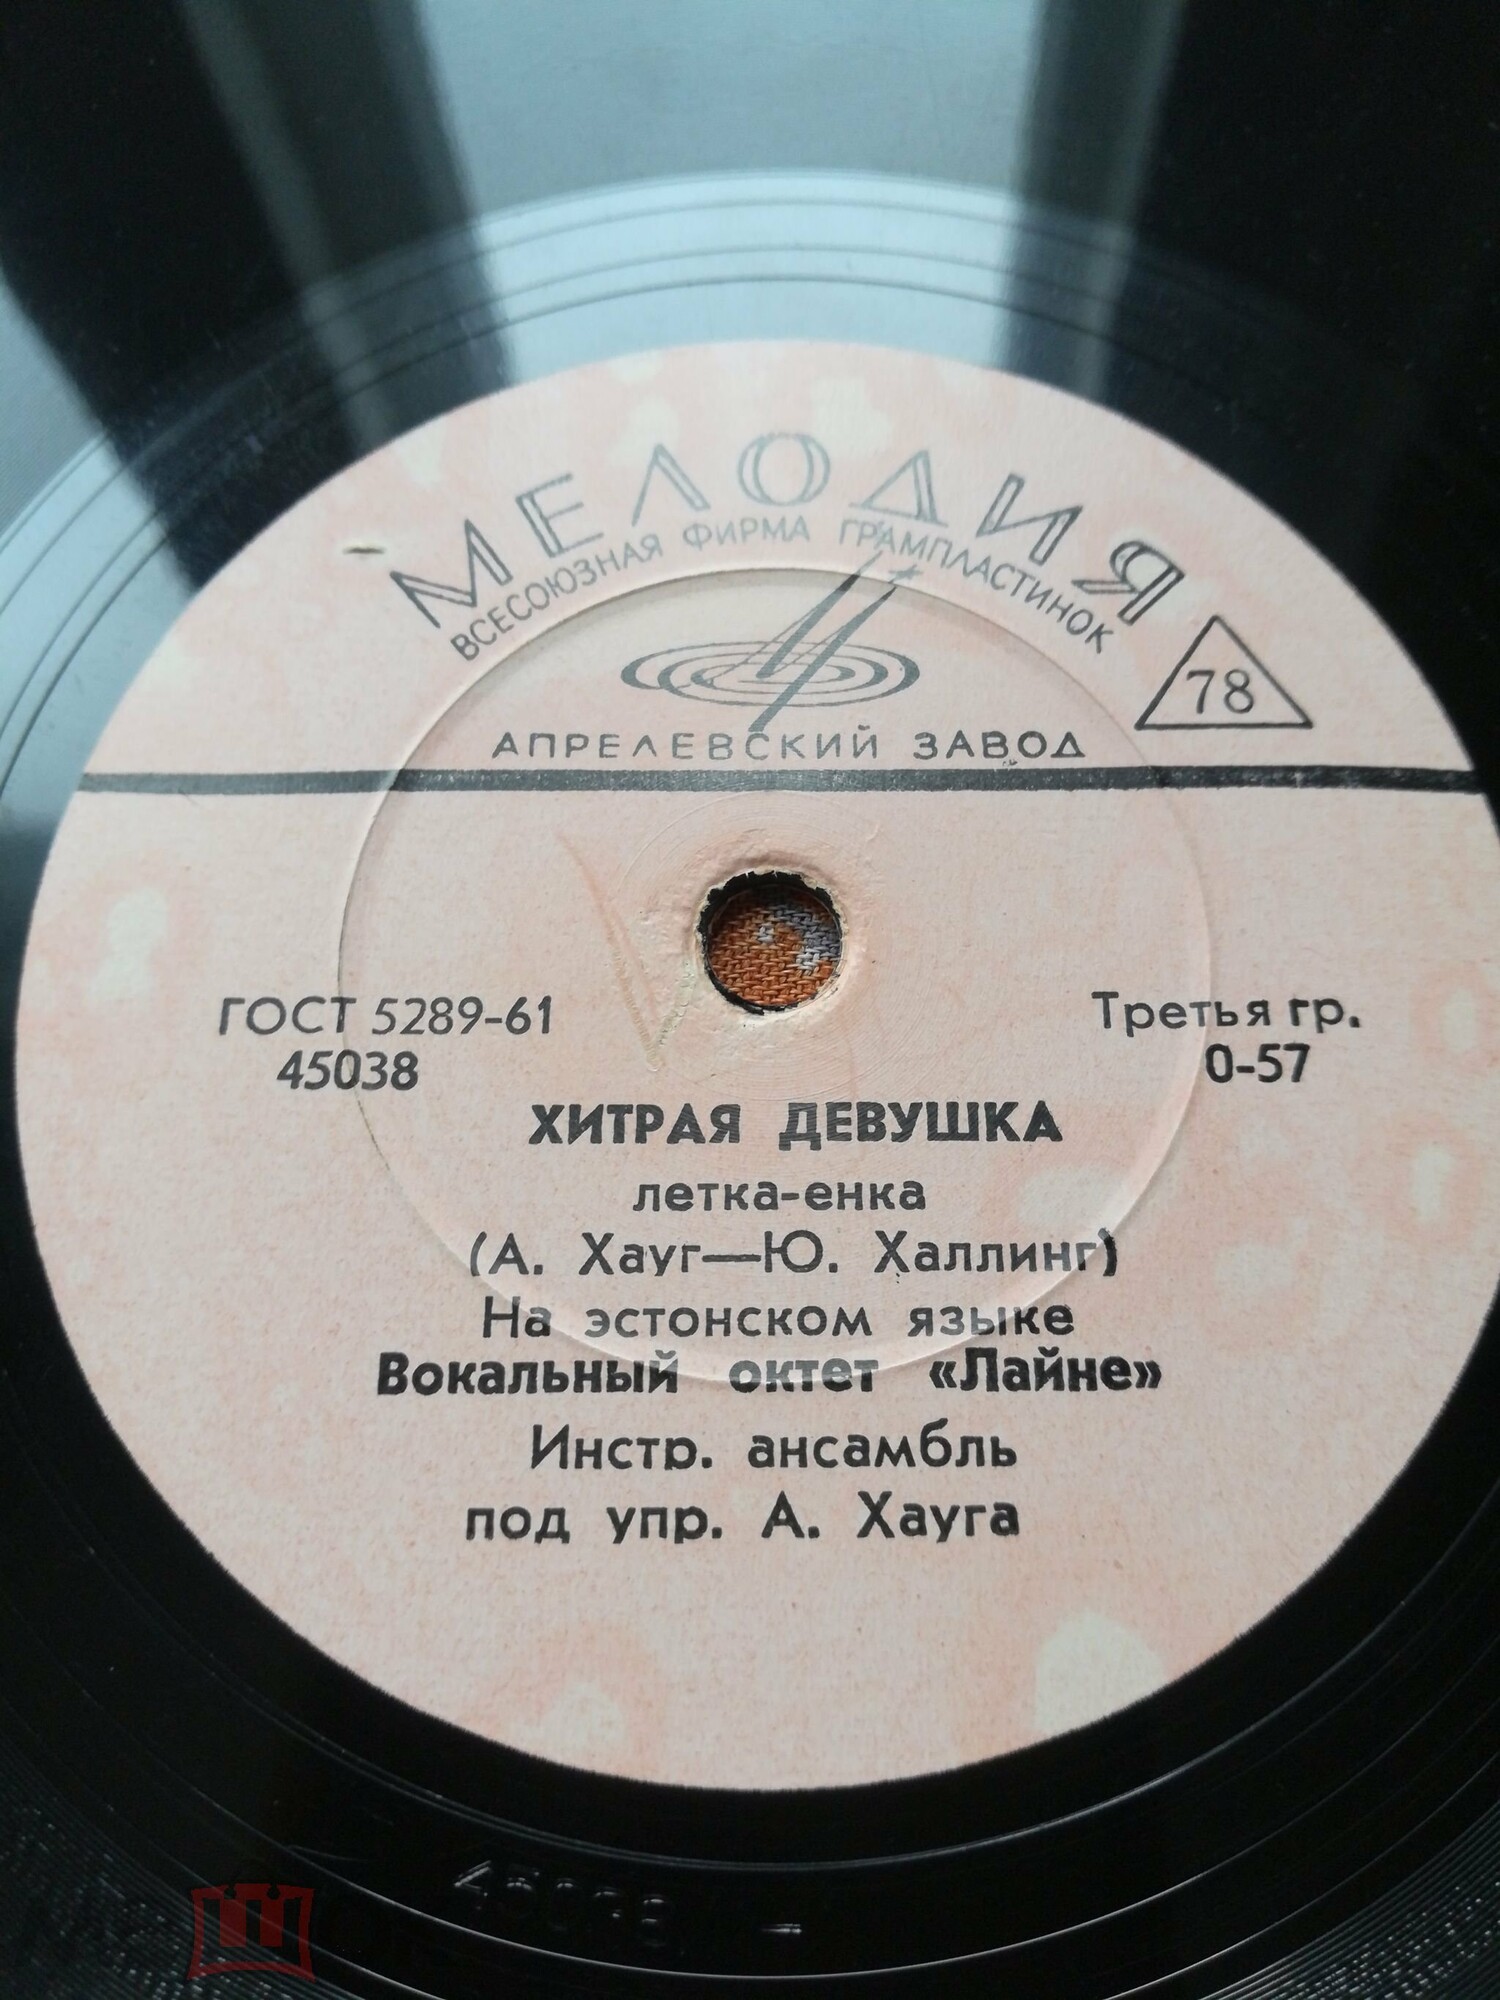 МЕЛОДИЯ
ВСЕСОЮЗНАЯ ФИРМА ГРАМПЛАСТИНОК
78
АПРЕЛЕВСКИЙ ЗАВОД
ГОСТ 5289-61
45038
Третья гр.
0-57
ХИТРАЯ ДЕВУШКА
летка-енка
(А. Хауг—Ю. Халлинг)
На эстонском языке
Вокальный октет «Лайне»
Инстр. ансамбль
под упр. А. Хауга
45038 –